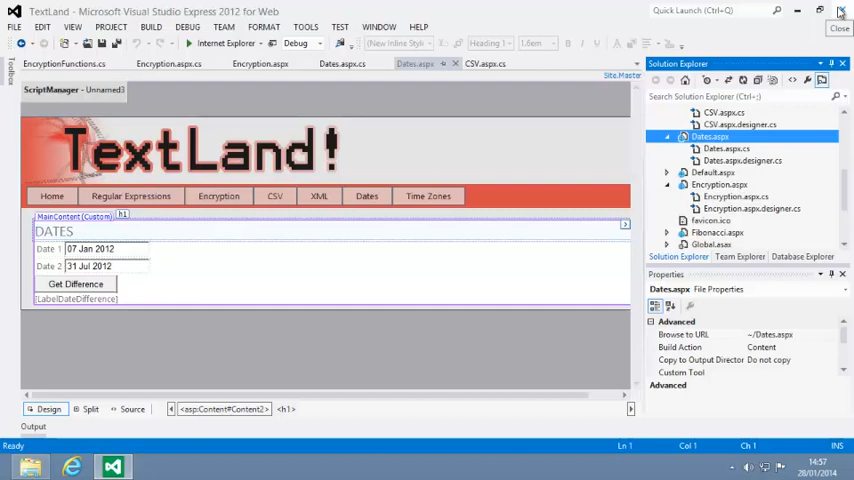 TextLand - Microsoft Visual Studio Express 2012 for Web
Quick Launch (Ctrl+Q)
Close
FILE EDIT VIEW PROJECT BUILD DEBUG TEAM FORMAT TABLE TOOLS TEST WINDOW HELP
Internet Explorer Debug (New Inline Style) Heading 1 1.6em B I U A
EncryptionFunctions.cs Encryption.aspx.cs Encryption.aspx Dates.aspx.cs Dates.aspx CSV.aspx.cs
Site.Master
Toolbox
ScriptManager - Unnamed3
TextLand!
Home Regular Expressions Encryption CSV XML Dates Time Zones
MainContent (Custom) h1
DATES
Date 1 07 Jan 2012
Date 2 31 Jul 2012
Get Difference
[LabelDateDifference]
Design Split Source <asp:Content#Content2> <h1>
Output
Solution Explorer
Search Solution Explorer (Ctrl+;)
CSV.aspx.cs
CSV.aspx.designer.cs
Dates.aspx
Dates.aspx.cs
Dates.aspx.designer.cs
Default.aspx
Encryption.aspx
Encryption.aspx.cs
Encryption.aspx.designer.cs
favicon.ico
Fibonacci.aspx
Global.asax
Solution Explorer Team Explorer Database Explorer
Properties
Dates.aspx File Properties
Advanced
Browse to URL ~/Dates.aspx
Build Action Content
Copy to Output Director Do not copy
Custom Tool
Advanced
Ready Ln 1 Col 1 Ch 1 INS
14:57
28/01/2014